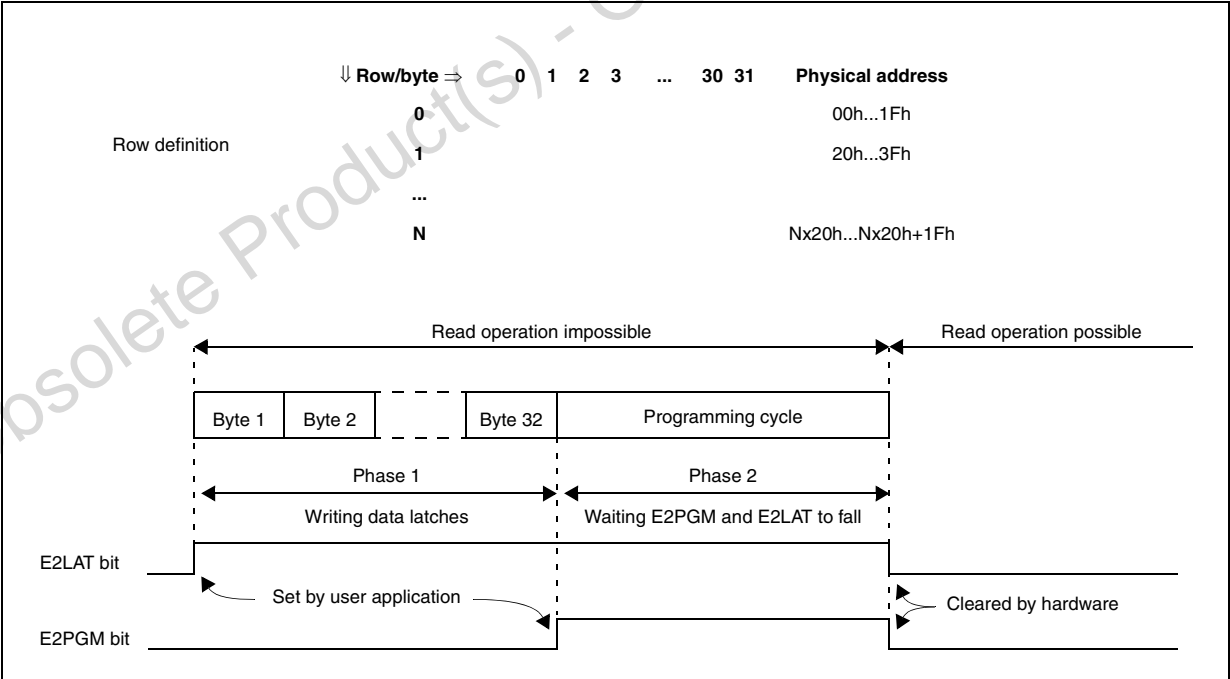 ⇓ Row/byte ⇒ 0 1 2 3 ... 30 31 Physical address
0 00h...1Fh
Row definition
1 20h...3Fh
...
N Nx20h...Nx20h+1Fh
Read operation impossible Read operation possible
Byte 1 Byte 2 Byte 32 Programming cycle
Phase 1 Phase 2
Writing data latches Waiting E2PGM and E2LAT to fall
E2LAT bit
Set by user application Cleared by hardware
E2PGM bit
Obsolete Product(s) -